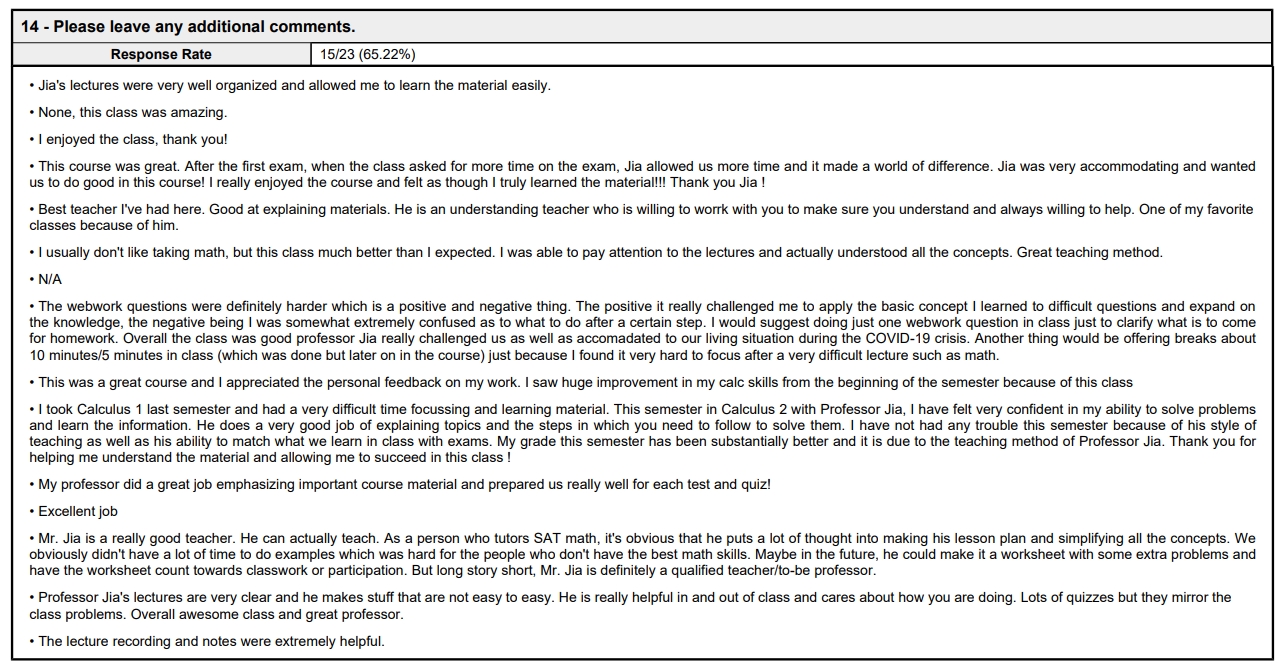 14 - Please leave any additional comments.
Response Rate 15/23 (65.22%)
• Jia's lectures were very well organized and allowed me to learn the material easily.
• None, this class was amazing.
• I enjoyed the class, thank you!
• This course was great. After the first exam, when the class asked for more time on the exam, Jia allowed us more time and it made a world of difference. Jia was very accommodating and wanted
us to do good in this course! I really enjoyed the course and felt as though I truly learned the material!!! Thank you Jia !
• Best teacher I've had here. Good at explaining materials. He is an understanding teacher who is willing to worrk with you to make sure you understand and always willing to help. One of my favorite
classes because of him.
• I usually don't like taking math, but this class much better than I expected. I was able to pay attention to the lectures and actually understood all the concepts. Great teaching method.
• N/A
• The webwork questions were definitely harder which is a positive and negative thing. The positive it really challenged me to apply the basic concept I learned to difficult questions and expand on
the knowledge, the negative being I was somewhat extremely confused as to what to do after a certain step. I would suggest doing just one webwork question in class just to clarify what is to come
for homework. Overall the class was good professor Jia really challenged us as well as accomadated to our living situation during the COVID-19 crisis. Another thing would be offering breaks about
10 minutes/5 minutes in class (which was done but later on in the course) just because I found it very hard to focus after a very difficult lecture such as math.
• This was a great course and I appreciated the personal feedback on my work. I saw huge improvement in my calc skills from the beginning of the semester because of this class
• I took Calculus 1 last semester and had a very difficult time focussing and learning material. This semester in Calculus 2 with Professor Jia, I have felt very confident in my ability to solve problems
and learn the information. He does a very good job of explaining topics and the steps in which you need to follow to solve them. I have not had any trouble this semester because of his style of
teaching as well as his ability to match what we learn in class with exams. My grade this semester has been substantially better and it is due to the teaching method of Professor Jia. Thank you for
helping me understand the material and allowing me to succeed in this class !
• My professor did a great job emphasizing important course material and prepared us really well for each test and quiz!
• Excellent job
• Mr. Jia is a really good teacher. He can actually teach. As a person who tutors SAT math, it's obvious that he puts a lot of thought into making his lesson plan and simplifying all the concepts. We
obviously didn't have a lot of time to do examples which was hard for the people who don't have the best math skills. Maybe in the future, he could make it a worksheet with some extra problems and
have the worksheet count towards classwork or participation. But long story short, Mr. Jia is definitely a qualified teacher/to-be professor.
• Professor Jia's lectures are very clear and he makes stuff that are not easy to easy. He is really helpful in and out of class and cares about how you are doing. Lots of quizzes but they mirror the
class problems. Overall awesome class and great professor.
• The lecture recording and notes were extremely helpful.